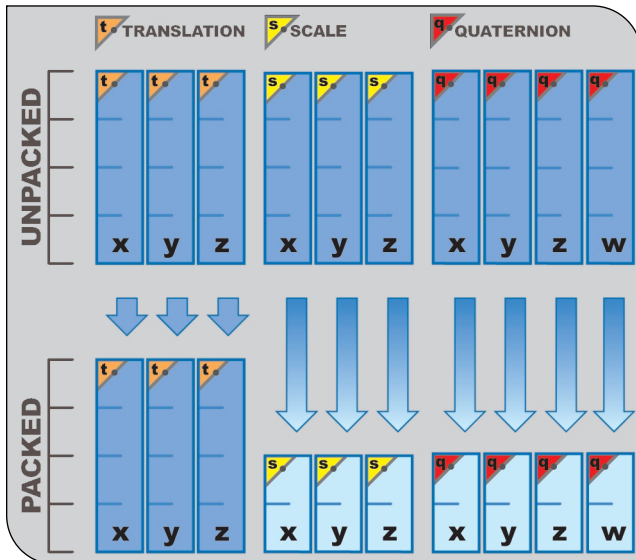 t TRANSLATION s SCALE q QUATERNION
UNPACKED
t t t s s s q q q q
x y z x y z x y z w
PACKED
t t t
s s s q q q q
x y z x y z x y z w